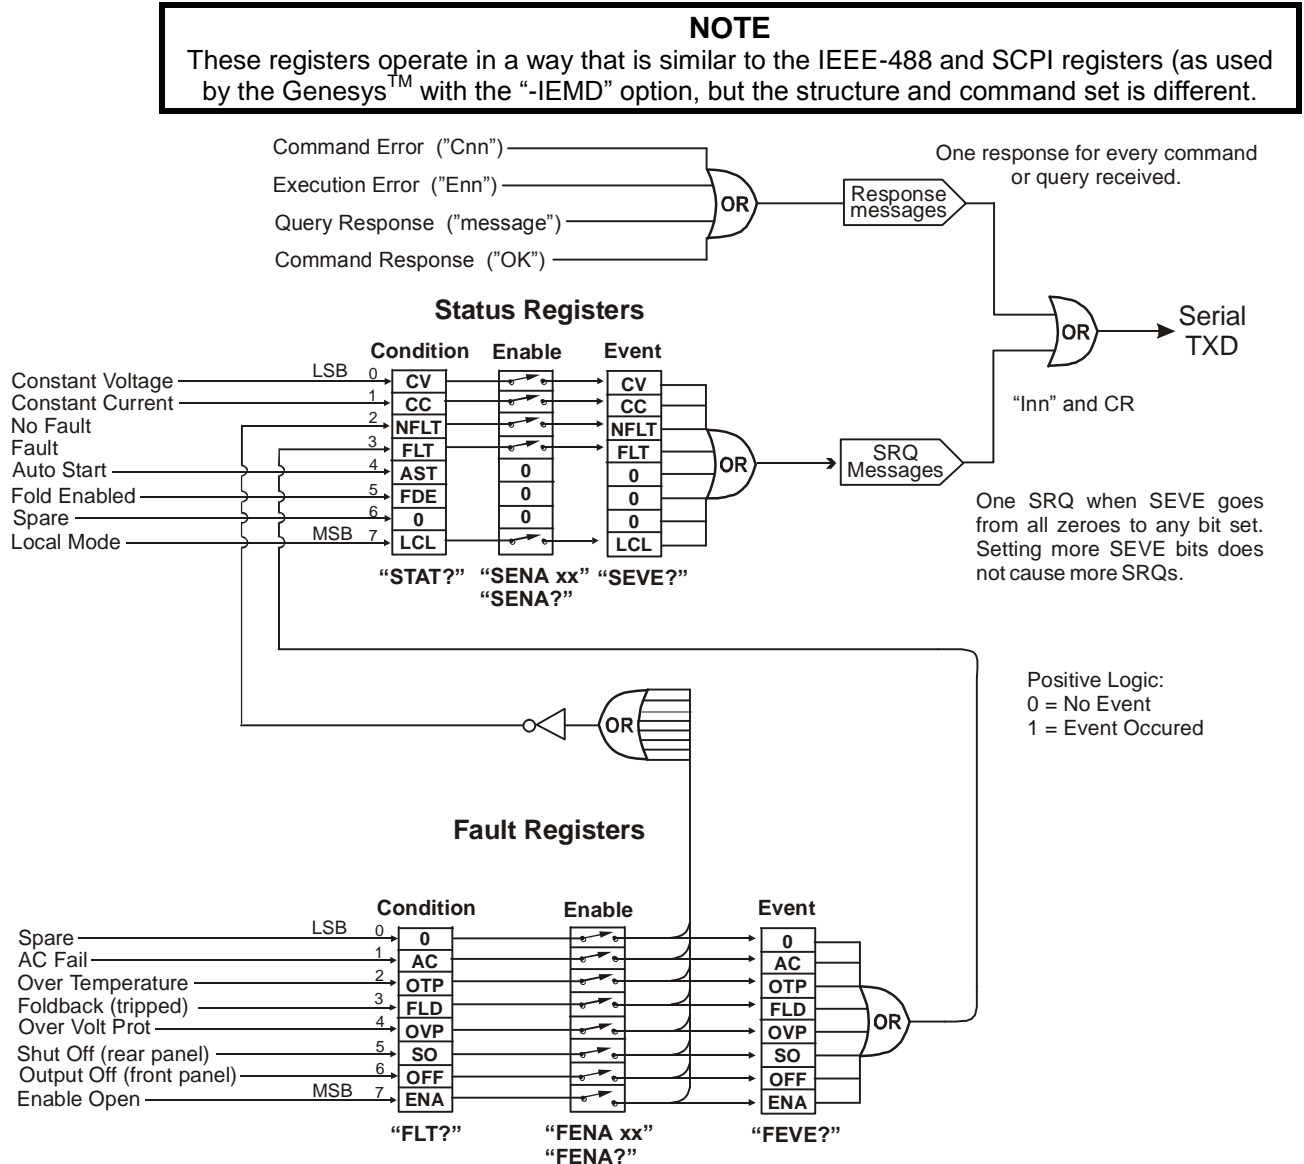 NOTE
These registers operate in a way that is similar to the IEEE-488 and SCPI registers (as used
by the Genesys™ with the “-IEMD” option, but the structure and command set is different.
Command Error (”Cnn”)
Execution Error (”Enn”)
Query Response (”message”)
Command Response (”OK”)
OR
Response
messages
One response for every command
or query received.
OR
Serial
TXD
“Inn” and CR
Status Registers
Condition Enable Event
Constant Voltage LSB 0 CV CV
Constant Current 1 CC CC
No Fault 2 NFLT NFLT
Fault 3 FLT FLT
Auto Start 4 AST 0 0
Fold Enabled 5 FDE 0 0
Spare 6 0 0 0
Local Mode MSB 7 LCL LCL
“STAT?” “SENA xx” “SEVE?”
“SENA?”
OR
SRQ
Messages
One SRQ when SEVE goes
from all zeroes to any bit set.
Setting more SEVE bits does
not cause more SRQs.
Positive Logic:
0 = No Event
1 = Event Occured
OR
Fault Registers
Condition Enable Event
Spare LSB 0 0 0
AC Fail 1 AC AC
Over Temperature 2 OTP OTP
Foldback (tripped) 3 FLD FLD
Over Volt Prot 4 OVP OVP
Shut Off (rear panel) 5 SO SO
Output Off (front panel) 6 OFF OFF
Enable Open MSB 7 ENA ENA
OR
“FLT?” “FENA xx” “FEVE?”
“FENA?”